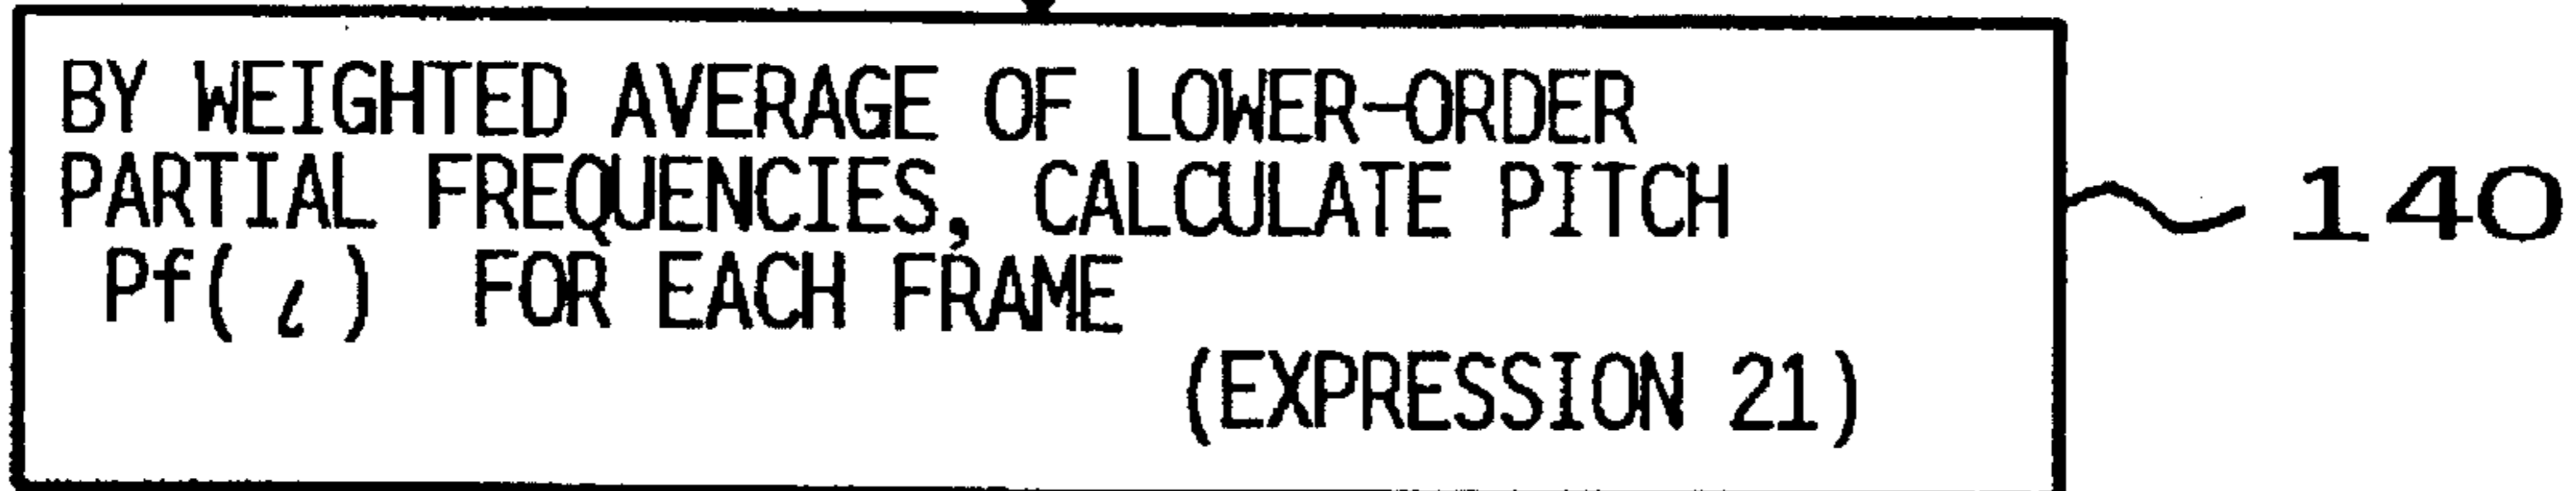 BY WEIGHTED AVERAGE OF LOWER-ORDER
PARTIAL FREQUENCIES, CALCULATE PITCH
Pf(ℓ) FOR EACH FRAME
(EXPRESSION 21)
140